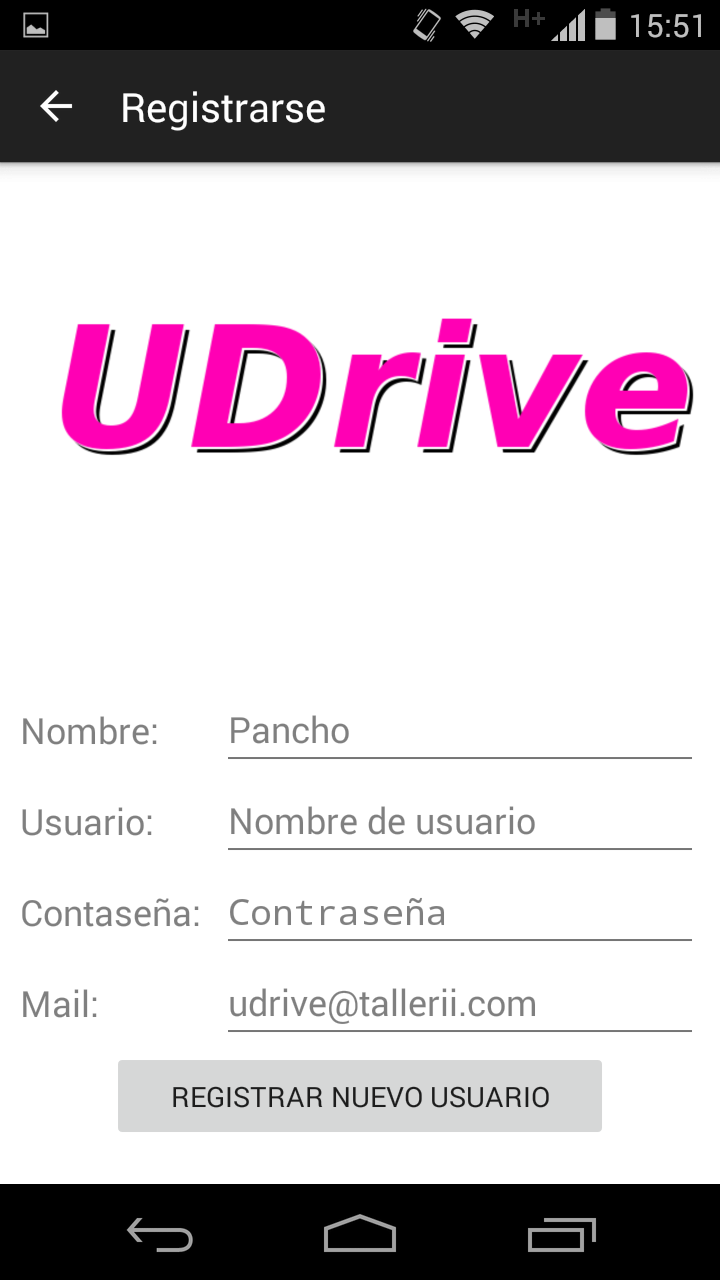 H+ 15:51
Registrarse
UDrive
Nombre: Pancho
Usuario: Nombre de usuario
Contaseña: Contraseña
Mail: udrive@tallerii.com
REGISTRAR NUEVO USUARIO